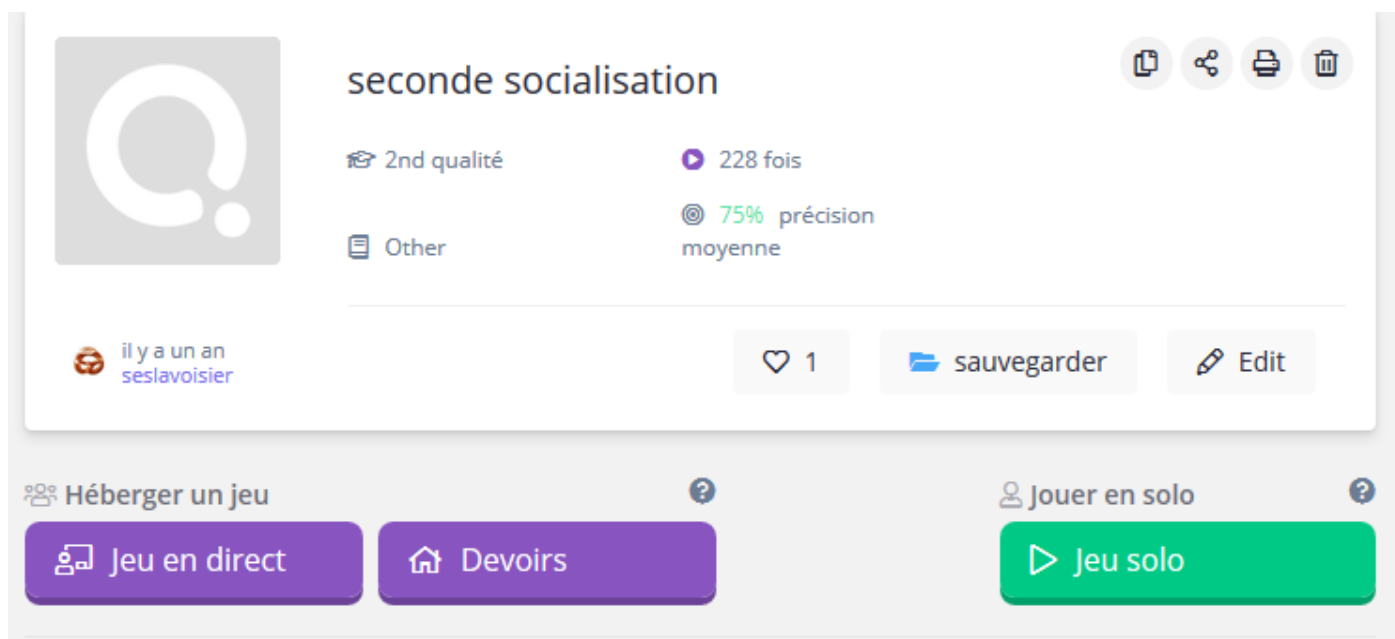 seconde socialisation
2nd qualité
228 fois
75% précision
moyenne
Other
il y a un an
seslavoisier
1
sauvegarder
Edit
Héberger un jeu
?
Jouer en solo
?
Jeu en direct
Devoirs
Jeu solo